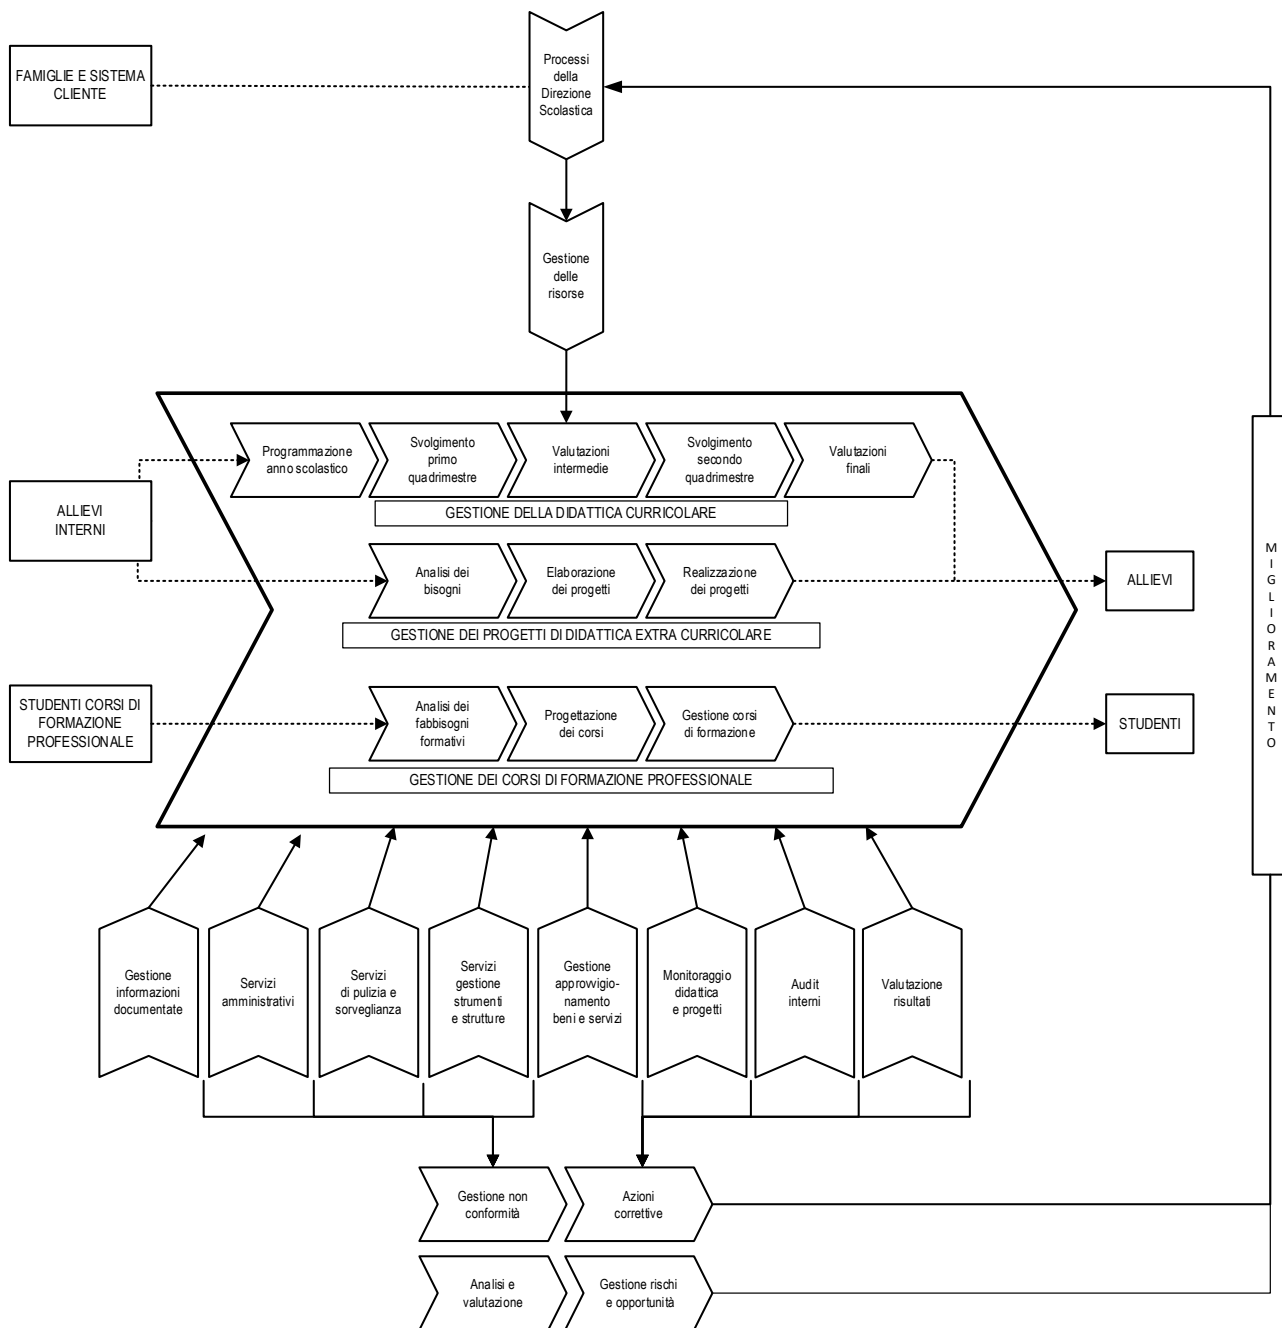 Processi
della
Direzione
Scolastica
FAMIGLIE E SISTEMA
CLIENTE
Gestione
delle
risorse
Programmazione
anno scolastico
Svolgimento
primo
quadrimestre
Valutazioni
intermedie
Svolgimento
secondo
quadrimestre
Valutazioni
finali
GESTIONE DELLA DIDATTICA CURRICOLARE
ALLIEVI
INTERNI
Analisi dei
bisogni
Elaborazione
dei progetti
Realizzazione
dei progetti
ALLIEVI
GESTIONE DEI PROGETTI DI DIDATTICA EXTRA CURRICOLARE
STUDENTI CORSI DI
FORMAZIONE
PROFESSIONALE
Analisi dei
fabbisogni
formativi
Progettazione
dei corsi
Gestione corsi
di formazione
STUDENTI
GESTIONE DEI CORSI DI FORMAZIONE PROFESSIONALE
MIGLIORAMENTO
Gestione
informazioni
documentate
Servizi
amministrativi
Servizi
di pulizia e
sorveglianza
Servizi
gestione
strumenti
e strutture
Gestione
approvvigio-
namento
beni e servizi
Monitoraggio
didattica
e progetti
Audit
interni
Valutazione
risultati
Gestione non
conformità
Azioni
correttive
Analisi e
valutazione
Gestione rischi
e opportunità